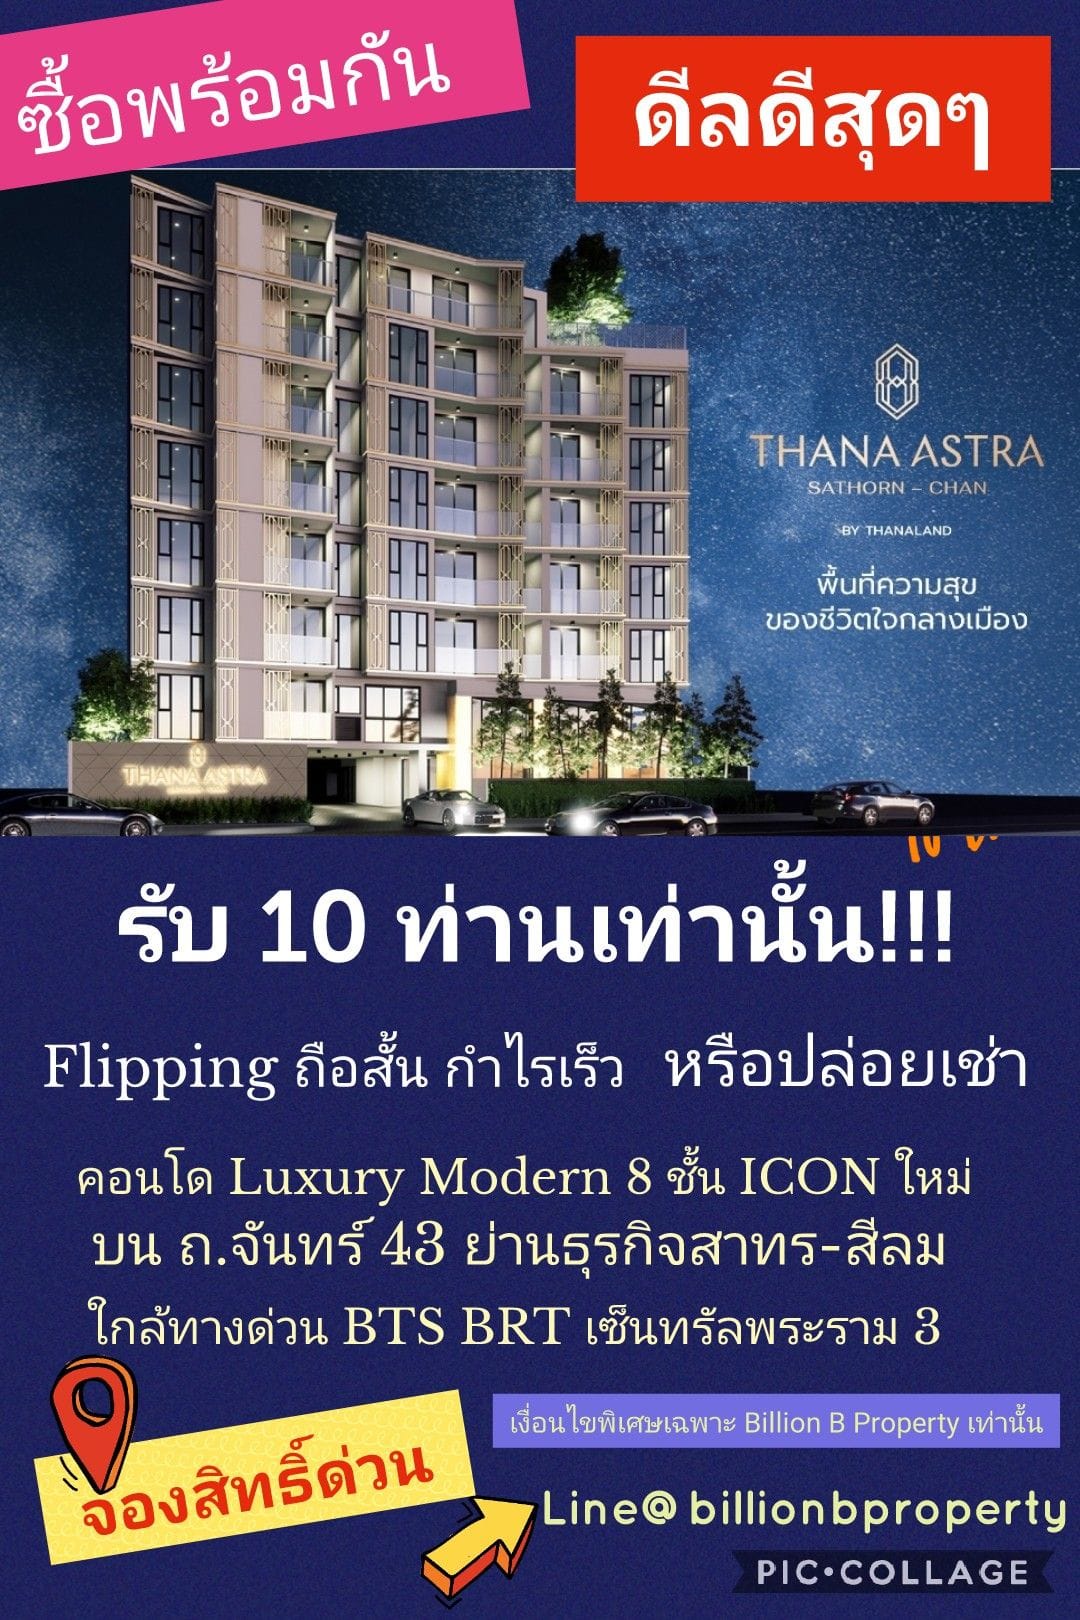 ซื้อพร้อมกัน
ดีลดีสุดๆ
THANA ASTRA
SATHORN – CHAN
BY THANALAND
พื้นที่ความสุข
ของชีวิตใจกลางเมือง
THANA ASTRA
รับ 10 ท่านเท่านั้น!!!
Flipping ถือสั้น กำไรเร็ว หรือปล่อยเช่า
คอนโด Luxury Modern 8 ชั้น ICON ใหม่
บน ถ.จันทร์ 43 ย่านธุรกิจสาทร-สีลม
ใกล้ทางด่วน BTS BRT เซ็นทรัลพระราม 3
เงื่อนไขพิเศษเฉพาะ Billion B Property เท่านั้น
จองสิทธิ์ด่วน
Line@ billionbproperty
PIC•COLLAGE